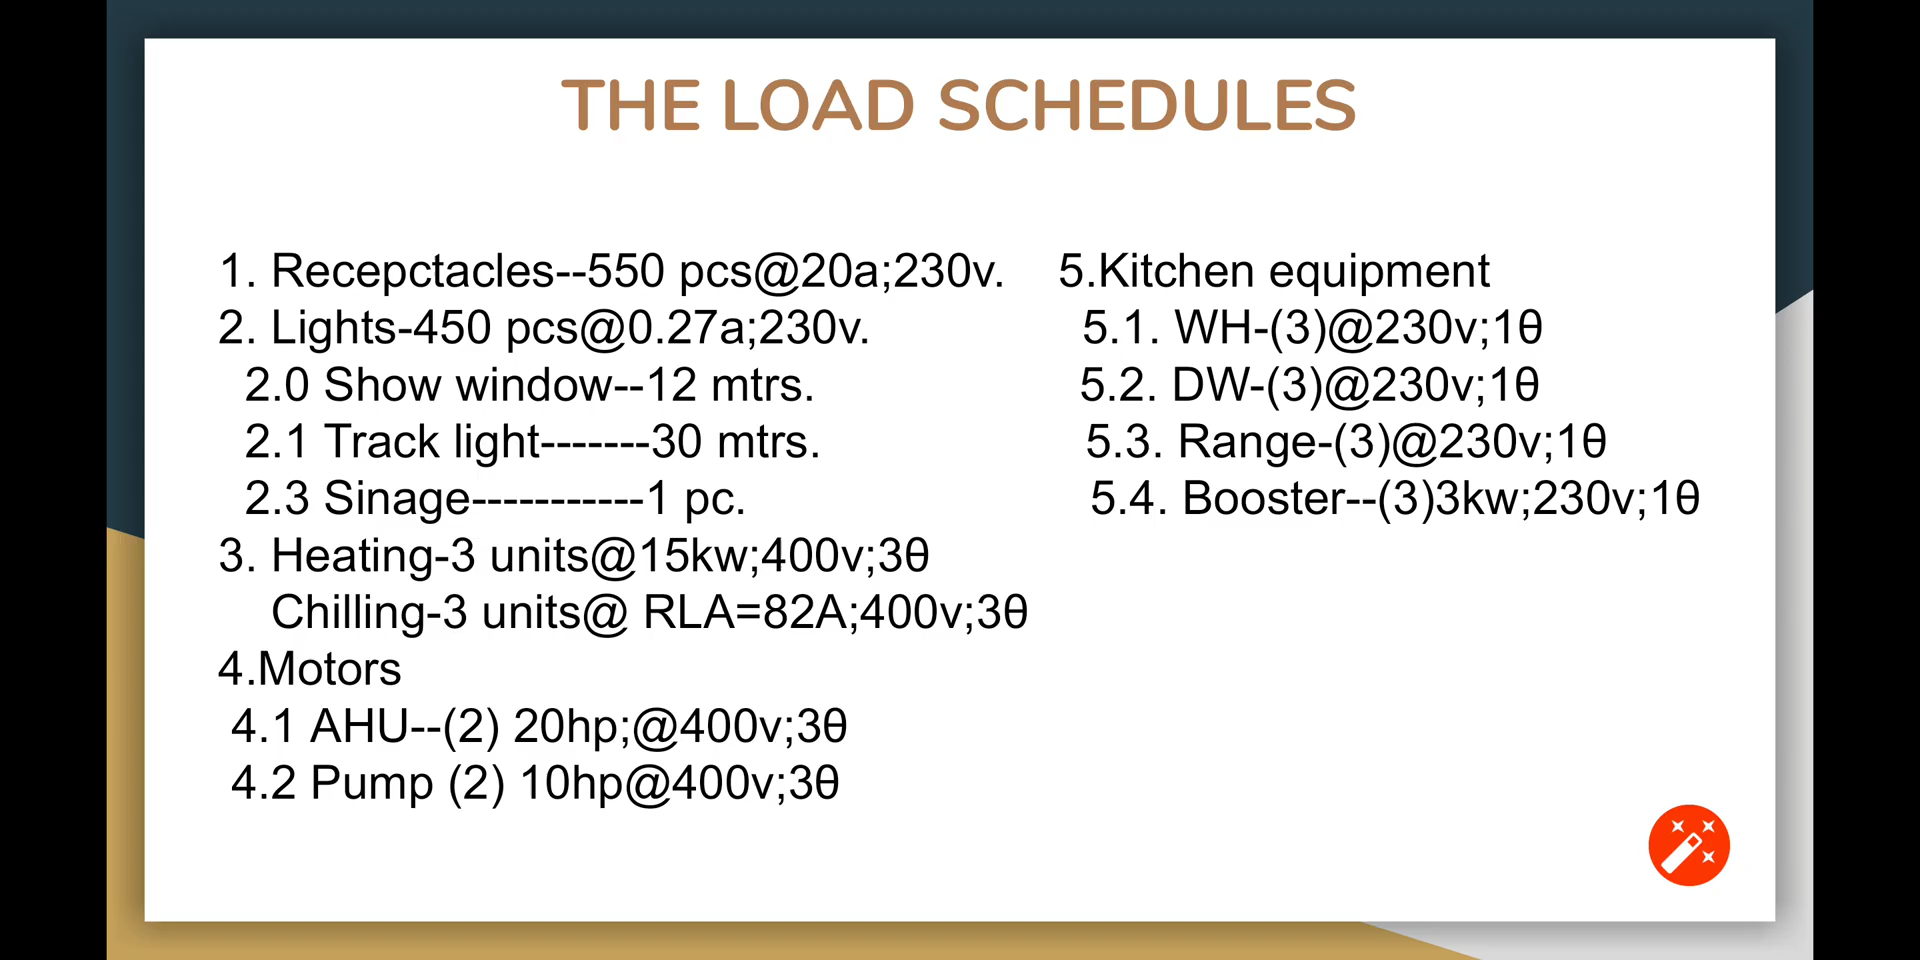 THE LOAD SCHEDULES
1. Recepctacles--550 pcs@20a;230v.
2. Lights-450 pcs@0.27a;230v.
2.0 Show window--12 mtrs.
2.1 Track light-------30 mtrs.
2.3 Sinage-----------1 pc.
3. Heating-3 units@15kw;400v;3θ
Chilling-3 units@ RLA=82A;400v;3θ
4.Motors
4.1 AHU--(2) 20hp;@400v;3θ
4.2 Pump (2) 10hp@400v;3θ
5.Kitchen equipment
5.1. WH-(3)@230v;1θ
5.2. DW-(3)@230v;1θ
5.3. Range-(3)@230v;1θ
5.4. Booster--(3)3kw;230v;1θ